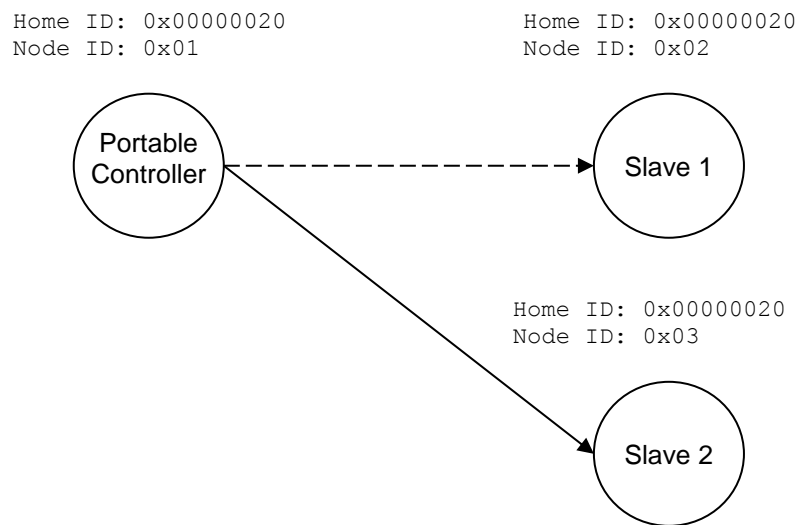 Home ID: 0x00000020
Node ID: 0x01
Home ID: 0x00000020
Node ID: 0x02
Portable
Controller
Slave 1
Home ID: 0x00000020
Node ID: 0x03
Slave 2